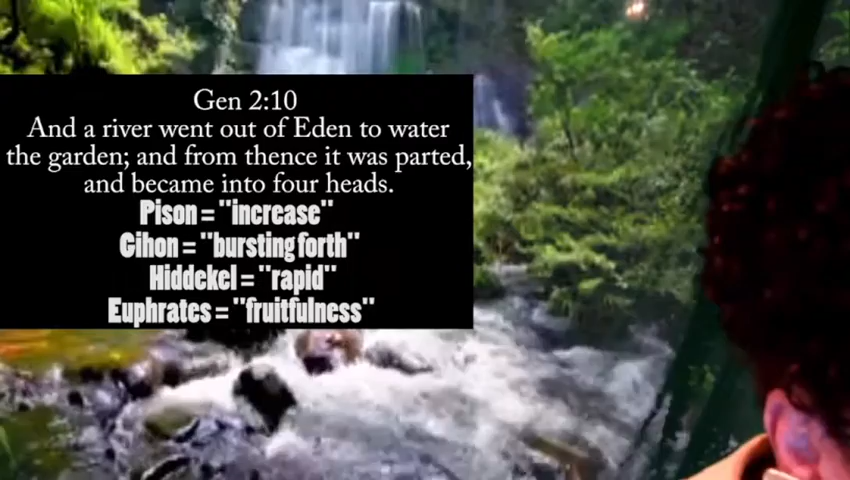 Gen 2:10
And a river went out of Eden to water
the garden; and from thence it was parted,
and became into four heads.
Pison = "increase"
Gihon = "bursting forth"
Hiddekel = "rapid"
Euphrates = "fruitfulness"